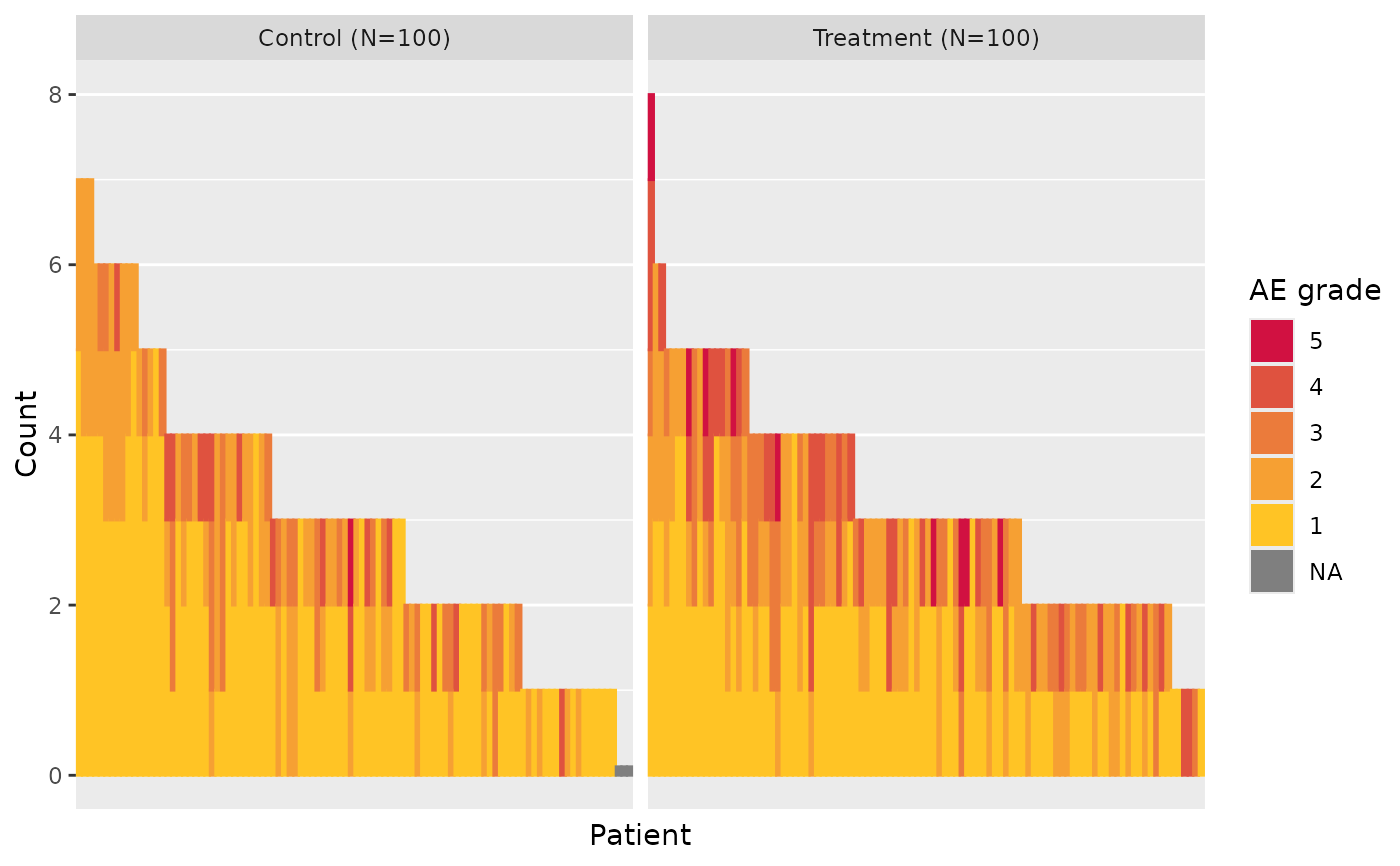 Control (N=100)
Treatment (N=100)
8
6
4
2
0
Count
Patient
AE grade
5
4
3
2
1
NA